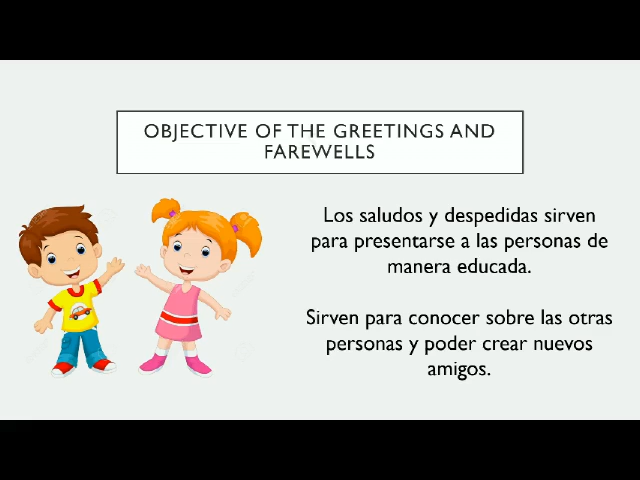 OBJECTIVE OF THE GREETINGS AND
FAREWELLS
Los saludos y despedidas sirven
para presentarse a las personas de
manera educada.
Sirven para conocer sobre las otras
personas y poder crear nuevos
amigos.